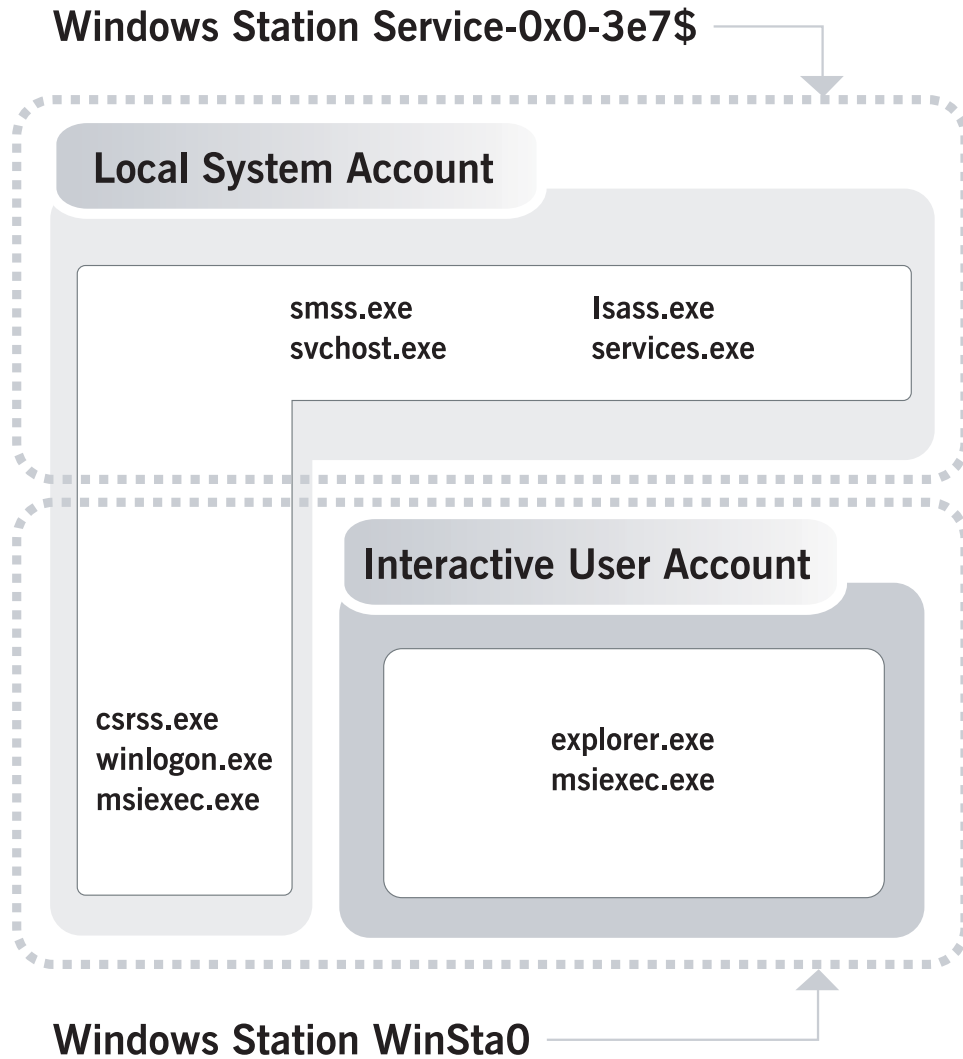 Windows Station Service-0x0-3e7$
Local System Account
smss.exe
svchost.exe
lsass.exe
services.exe
Interactive User Account
csrss.exe
winlogon.exe
msiexec.exe
explorer.exe
msiexec.exe
Windows Station WinSta0